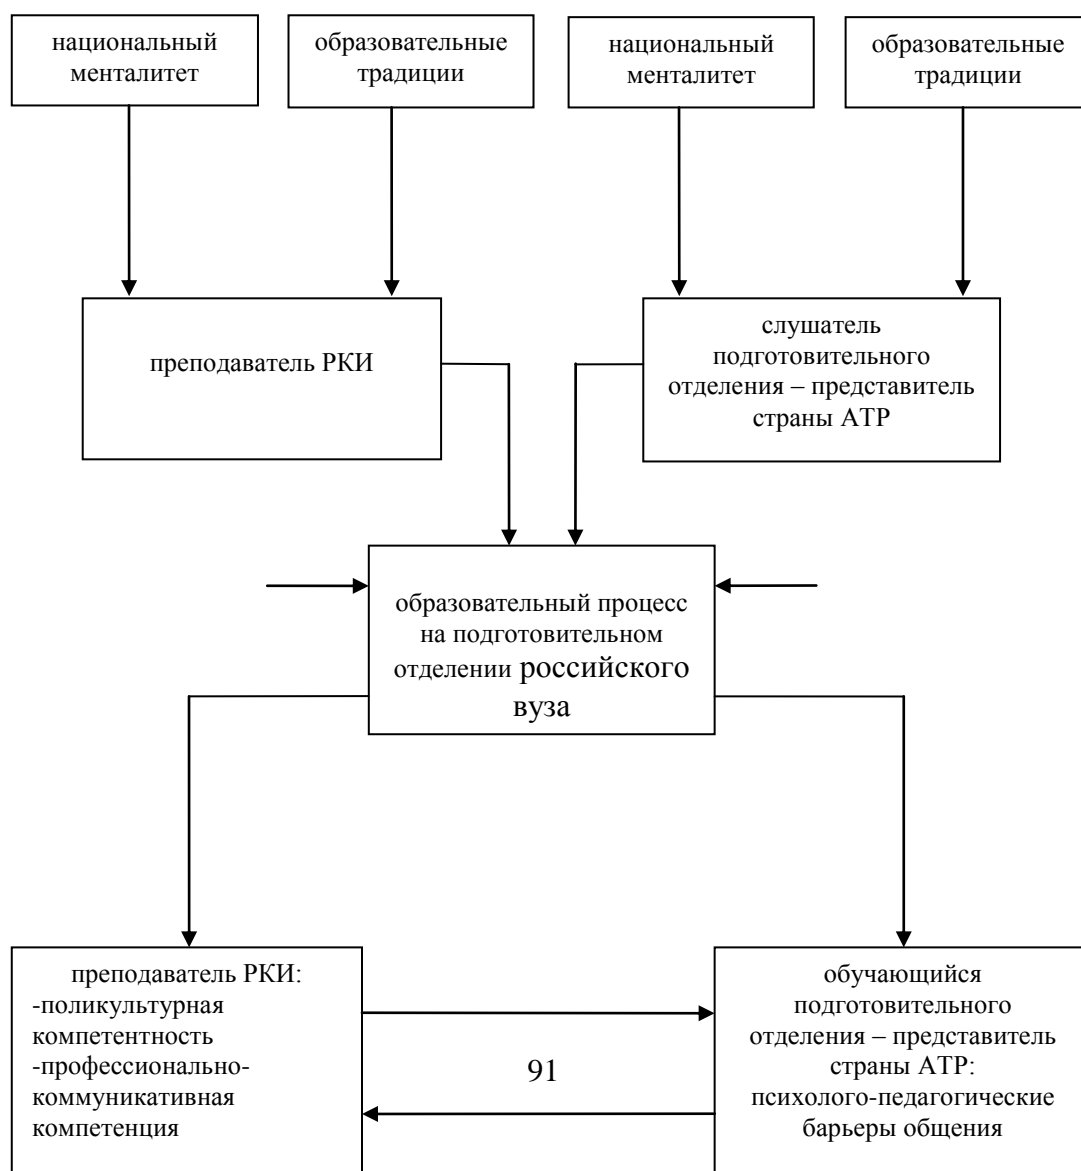 национальный
менталитет
образовательные
традиции
национальный
менталитет
образовательные
традиции
преподаватель РКИ
слушатель
подготовительного
отделения – представитель
страны АТР
образовательный процесс
на подготовительном
отделении российского
вуза
преподаватель РКИ:
-поликультурная
компетентность
-профессионально-
коммуникативная
компетенция
91
обучающийся
подготовительного
отделения – представитель
страны АТР:
психолого-педагогические
барьеры общения